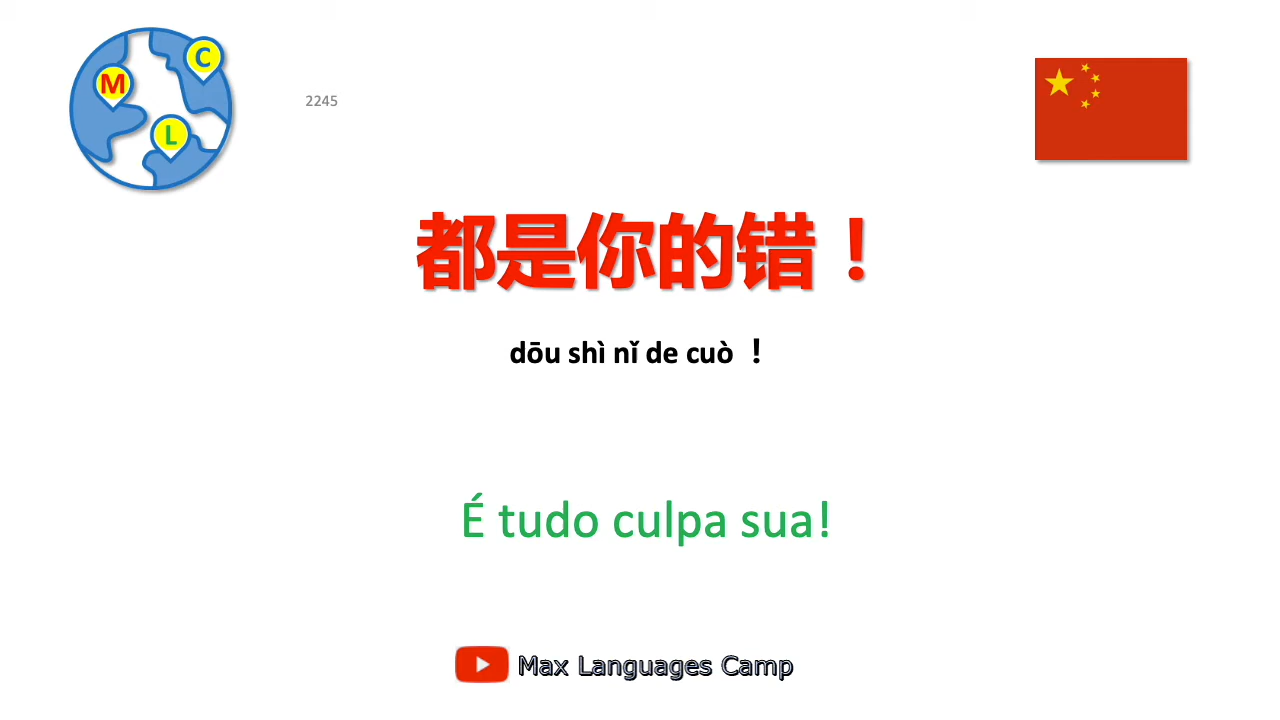 C
M
L
2245
都是你的错！
dōu shì nǐ de cuò ！
É tudo culpa sua!
Max Languages Camp